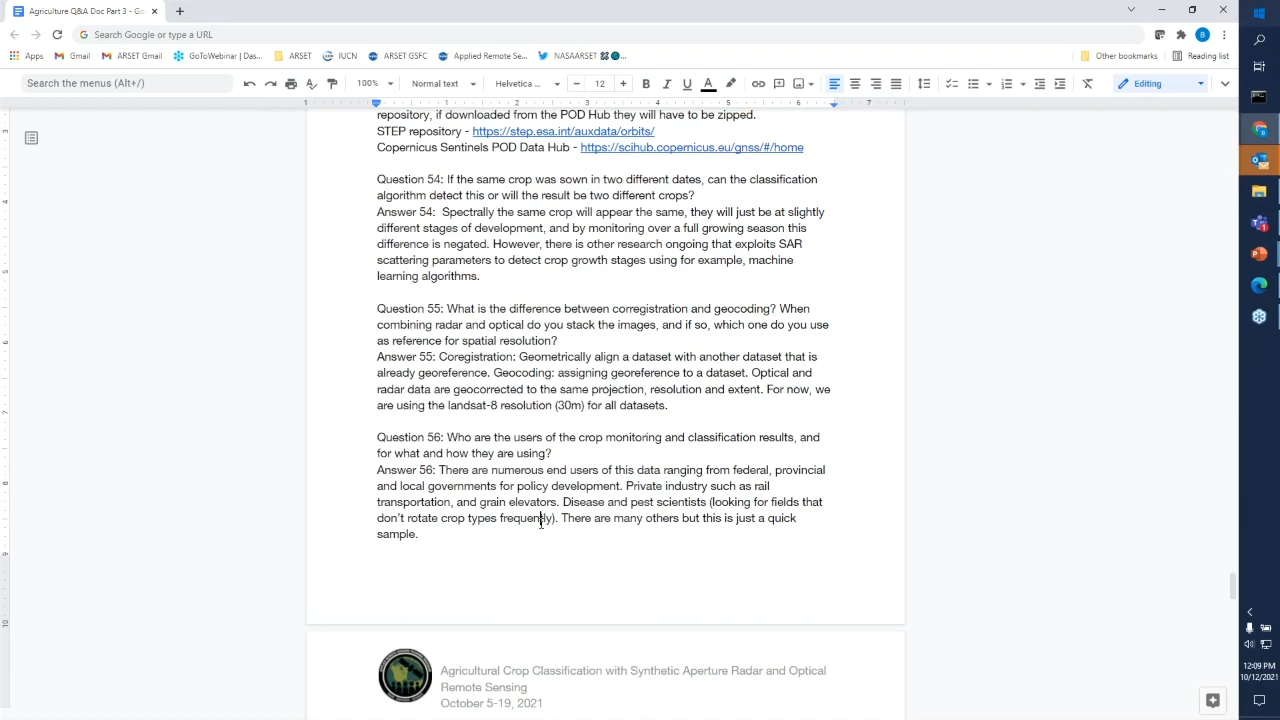 Agriculture Q&A Doc Part 3 - Go
Search Google or type a URL
Apps
Gmail
ARSET Gmail
GoToWebinar | Das...
ARSET
IUCN
ARSET GSFC
Applied Remote Se...
NASAARSET
Other bookmarks
Reading list
Search the menus (Alt+/)
100%
Normal text
Helvetica ...
12
Editing
repository, if downloaded from the POD Hub they will have to be zipped.
STEP repository - https://step.esa.int/auxdata/orbits/
Copernicus Sentinels POD Data Hub - https://scihub.copernicus.eu/gnss/#/home
Question 54: If the same crop was sown in two different dates, can the classification
algorithm detect this or will the result be two different crops?
Answer 54:  Spectrally the same crop will appear the same, they will just be at slightly
different stages of development, and by monitoring over a full growing season this
difference is negated. However, there is other research ongoing that exploits SAR
scattering parameters to detect crop growth stages using for example, machine
learning algorithms.
Question 55: What is the difference between corregistration and geocoding? When
combining radar and optical do you stack the images, and if so, which one do you use
as reference for spatial resolution?
Answer 55: Coregistration: Geometrically align a dataset with another dataset that is
already georeference. Geocoding: assigning georeference to a dataset. Optical and
radar data are geocorrected to the same projection, resolution and extent. For now, we
are using the landsat-8 resolution (30m) for all datasets.
Question 56: Who are the users of the crop monitoring and classification results, and
for what and how they are using?
Answer 56: There are numerous end users of this data ranging from federal, provincial
and local governments for policy development. Private industry such as rail
transportation, and grain elevators. Disease and pest scientists (looking for fields that
don't rotate crop types frequently). There are many others but this is just a quick
sample.
Agricultural Crop Classification with Synthetic Aperture Radar and Optical
Remote Sensing
October 5-19, 2021
12:09 PM
10/12/2021